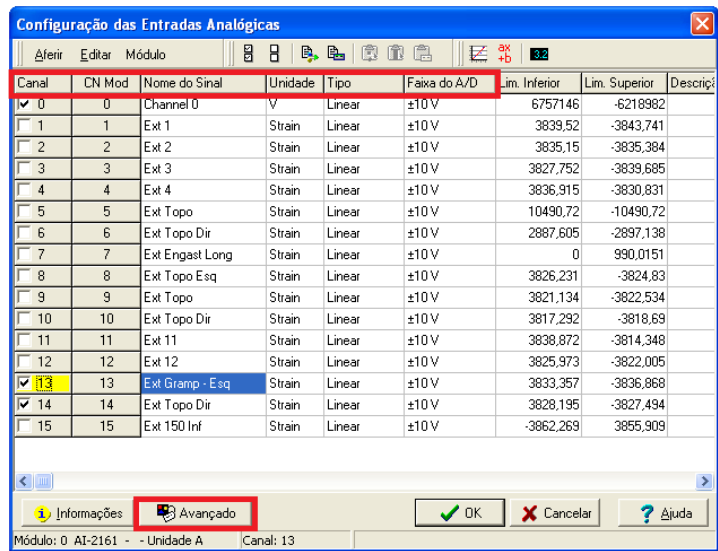 Configuração das Entradas Analógicas
Aferir Editar Módulo ax +b 3.2
Canal CN Mod Nome do Sinal Unidade Tipo Faixa do A/D Lim. Inferior Lim. Superior Descriçã
0 0 Channel 0 V Linear ±10 V 6757146 -6218982
1 1 Ext 1 Strain Linear ±10 V 3839,52 -3843,741
2 2 Ext 2 Strain Linear ±10 V 3835,15 -3835,384
3 3 Ext 3 Strain Linear ±10 V 3827,752 -3839,685
4 4 Ext 4 Strain Linear ±10 V 3836,915 -3830,831
5 5 Ext Topo Strain Linear ±10 V 10490,72 -10490,72
6 6 Ext Topo Dir Strain Linear ±10 V 2887,605 -2897,138
7 7 Ext Engast Long Strain Linear ±10 V 0 990,0151
8 8 Ext Topo Esq Strain Linear ±10 V 3826,231 -3824,83
9 9 Ext Topo Strain Linear ±10 V 3821,134 -3822,534
10 10 Ext Topo Dir Strain Linear ±10 V 3817,292 -3818,69
11 11 Ext 11 Strain Linear ±10 V 3838,872 -3814,348
12 12 Ext 12 Strain Linear ±10 V 3825,973 -3822,005
13 13 Ext Gramp - Esq Strain Linear ±10 V 3833,357 -3836,868
14 14 Ext Topo Dir Strain Linear ±10 V 3828,195 -3827,494
15 15 Ext 150 Inf Strain Linear ±10 V -3862,269 3855,909
Informações Avançado OK Cancelar Ajuda
Módulo: 0 AI-2161 - - Unidade A Canal: 13